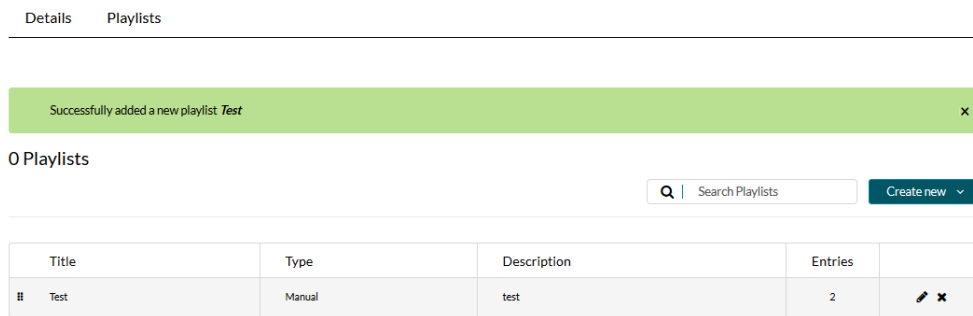 Details Playlists
Successfully added a new playlist Test ×
0 Playlists
Search Playlists Create new
Title Type Description Entries
Test Manual test 2